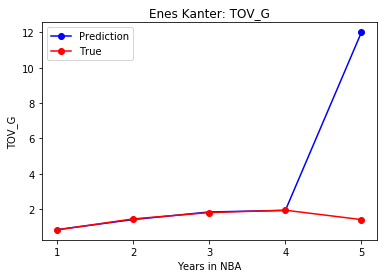 Enes Kanter: TOV_G
Prediction
True
12
10
8
6
4
2
TOV_G
1 2 3 4 5
Years in NBA